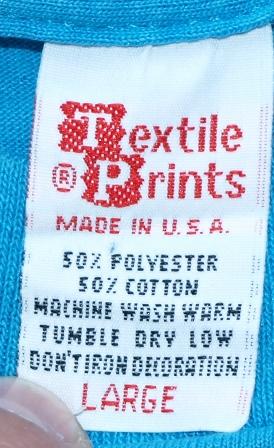 Textile
® Prints
MADE IN U.S.A.
50% POLYESTER
50% COTTON
MACHINE WASH WARM
TUMBLE DRY LOW
DON'T IRON DECORATION
LARGE